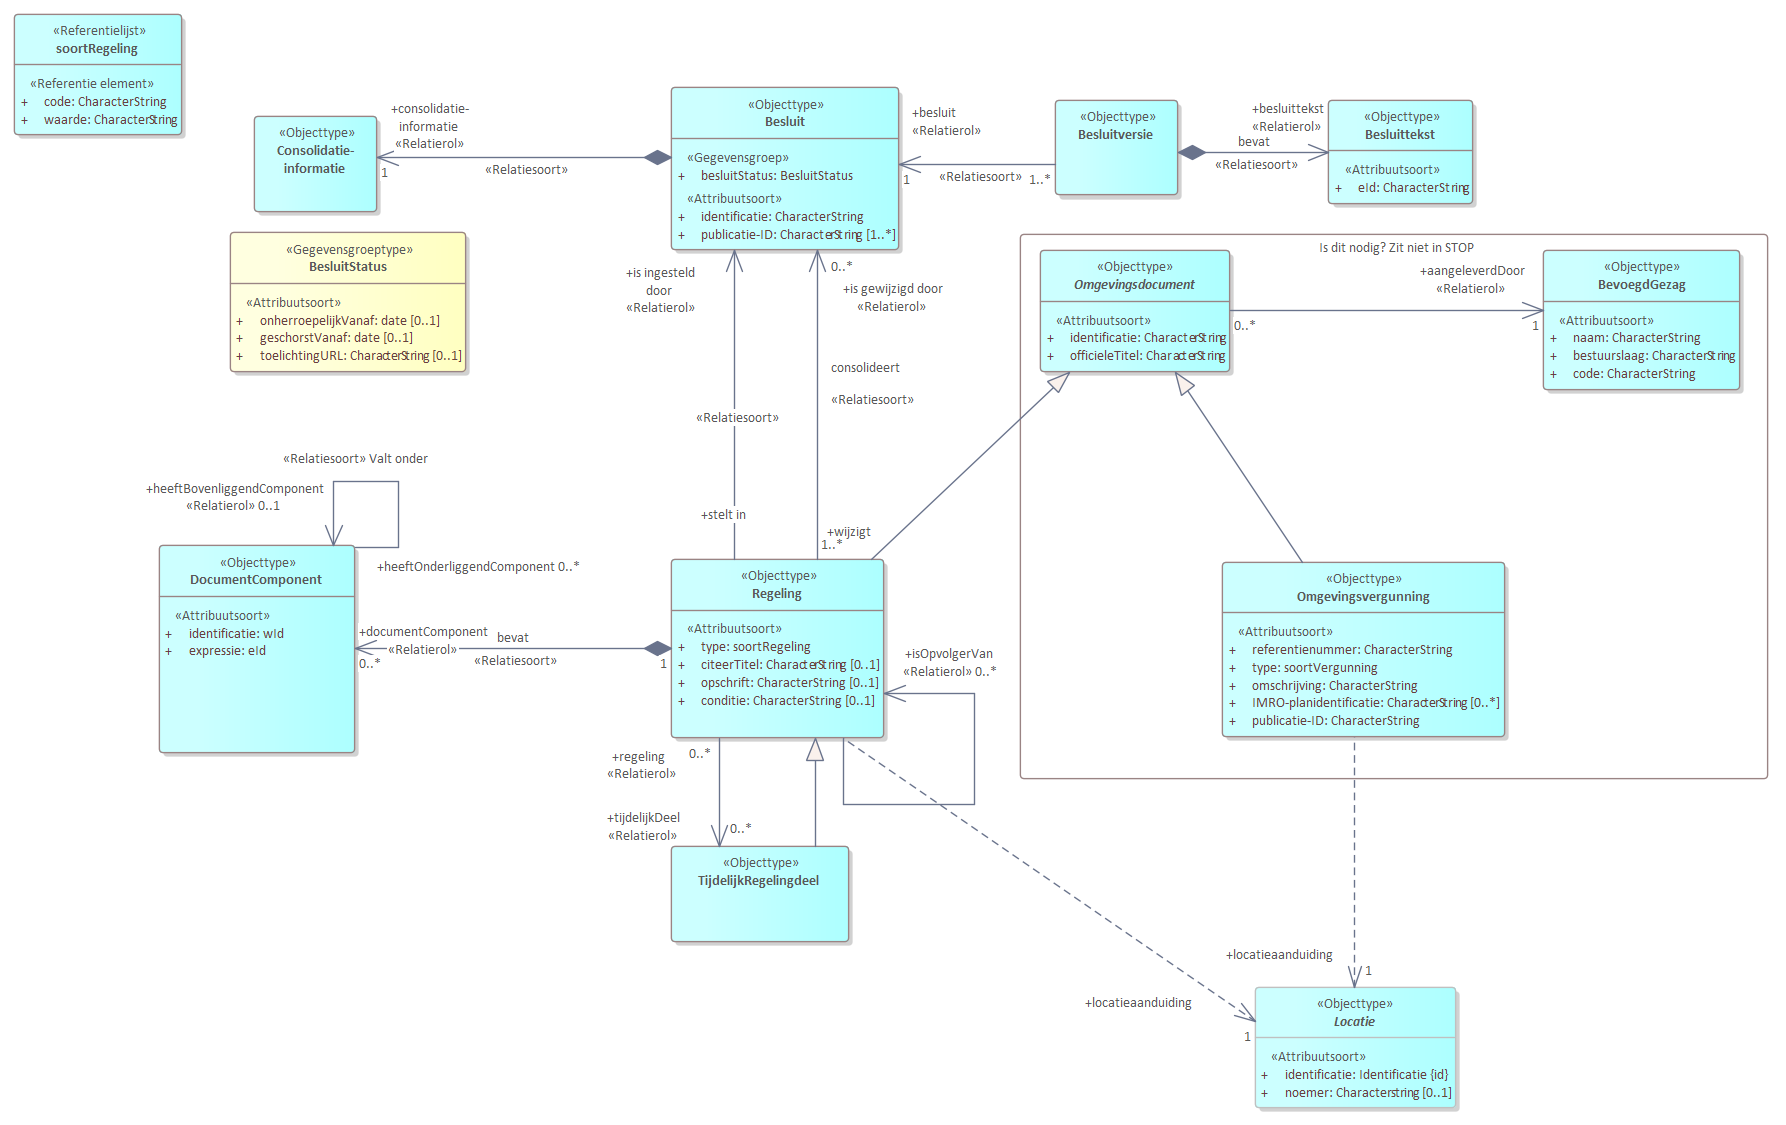 «Referentielijst»
soortRegeling
«Referentie element»
+ code: CharacterString
+ waarde: CharacterString
«Objecttype»
Consolidatie-
informatie
+consolidatie-
informatie
«Relatierol»
1
«Relatiesoort»
«Objecttype»
Besluit
«Gegevensgroep»
+ besluitStatus: BesluitStatus
«Attribuutsoort»
+ identificatie: CharacterString
+ publicatie-ID: CharacterString [1..*]
+besluit
«Relatierol»
1
«Relatiesoort»
1..*
«Objecttype»
Besluitversie
+besluittekst
«Relatierol»
bevat
«Relatiesoort»
«Objecttype»
Besluittekst
«Attribuutsoort»
+ eId: CharacterString
«Gegevensgroeptype»
BesluitStatus
«Attribuutsoort»
+ onherroepelijkVanaf: date [0..1]
+ geschorstVanaf: date [0..1]
+ toelichtingURL: CharacterString [0..1]
+is ingesteld
door
«Relatierol»
«Relatiesoort»
+stelt in
0..*
+is gewijzigd door
«Relatierol»
consolideert
«Relatiesoort»
+wijzigt
1..*
Is dit nodig? Zit niet in STOP
«Objecttype»
Omgevingsdocument
«Attribuutsoort»
+ identificatie: CharacterString
+ officieleTitel: CharacterString
0..*
+aangeleverdDoor
«Relatierol»
1
«Objecttype»
BevoegdGezag
«Attribuutsoort»
+ naam: CharacterString
+ bestuurslaag: CharacterString
+ code: CharacterString
«Relatiesoort» Valt onder
+heeftBovenliggendComponent
«Relatierol» 0..1
+heeftOnderliggendComponent 0..*
«Objecttype»
DocumentComponent
«Attribuutsoort»
+ identificatie: wId
+ expressie: eId
+documentComponent
«Relatierol»
0..*
bevat
«Relatiesoort»
1
«Objecttype»
Regeling
«Attribuutsoort»
+ type: soortRegeling
+ citeerTitel: CharacterString [0..1]
+ opschrift: CharacterString [0..1]
+ conditie: CharacterString [0..1]
+isOpvolgerVan
«Relatierol» 0..*
«Objecttype»
Omgevingsvergunning
«Attribuutsoort»
+ referentienummer: CharacterString
+ type: soortVergunning
+ omschrijving: CharacterString
+ IMRO-planidentificatie: CharacterString [0..*]
+ publicatie-ID: CharacterString
0..*
+regeling
«Relatierol»
+tijdelijkDeel
«Relatierol»
0..*
«Objecttype»
TijdelijkRegelingdeel
+locatieaanduiding
1
+locatieaanduiding
1
«Objecttype»
Locatie
«Attribuutsoort»
+ identificatie: Identificatie {id}
+ noemer: Characterstring [0..1]